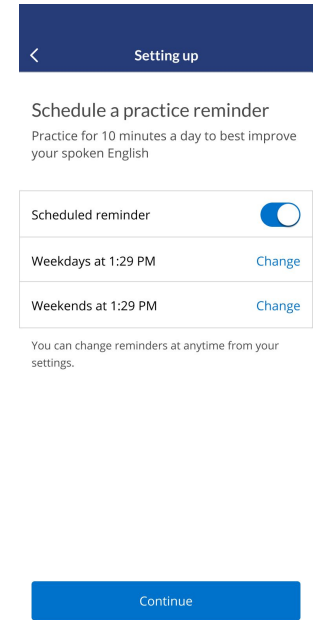 Setting up
Schedule a practice reminder
Practice for 10 minutes a day to best improve
your spoken English
Scheduled reminder
Weekdays at 1:29 PM Change
Weekends at 1:29 PM Change
You can change reminders at anytime from your
settings.
Continue